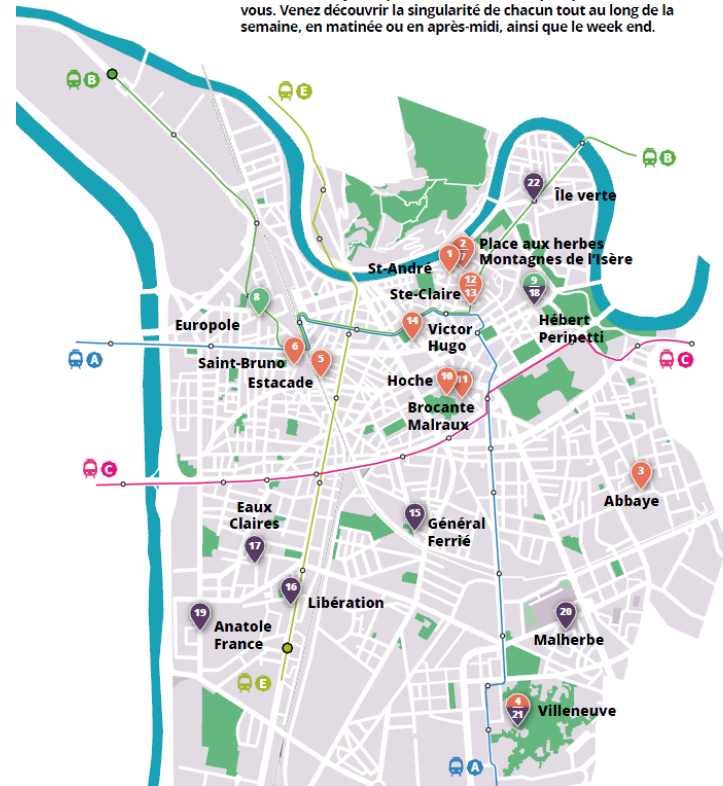 vous. Venez découvrir la singularité de chacun tout au long de la
semaine, en matinée ou en après-midi, ainsi que le week end.
B
E
B
22
Île verte
2
1
Place aux herbes
Montagnes de l'Isère
St-André
12
13
Ste-Claire
9
18
8
Europole
14
Victor
Hugo
Hébert
Perinetti
A
6
Saint-Bruno
5
Estacade
C
Hoche
10
11
Brocante
Malraux
C
3
Abbaye
Eaux
Claires
17
15
Général
Ferrié
16
Libération
19
Anatole
France
20
Malherbe
E
4
21
Villeneuve
A